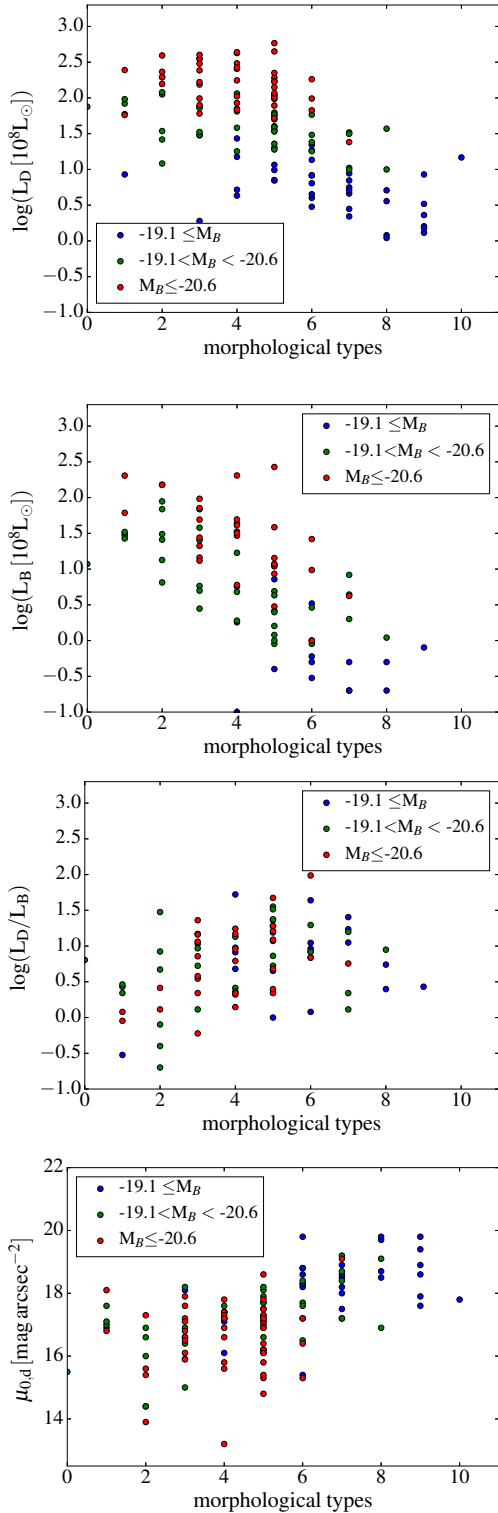 3.0
2.5
2.0
1.5
1.0
0.5
0.0
−0.5
−1.0
log(L_D [10^8L_⊙])
-19.1 ≤M_B
-19.1<M_B < -20.6
M_B≤-20.6
0 2 4 6 8 10
morphological types
3.0
2.5
2.0
1.5
1.0
0.5
0.0
−0.5
−1.0
log(L_B [10^8L_⊙])
-19.1 ≤M_B
-19.1<M_B < -20.6
M_B≤-20.6
0 2 4 6 8 10
morphological types
3.0
2.5
2.0
1.5
1.0
0.5
0.0
−0.5
−1.0
log(L_D/L_B)
-19.1 ≤M_B
-19.1<M_B < -20.6
M_B≤-20.6
0 2 4 6 8 10
morphological types
22
20
18
16
14
μ_0,d [mag arcsec^−2]
-19.1 ≤M_B
-19.1<M_B < -20.6
M_B≤-20.6
0 2 4 6 8 10
morphological types